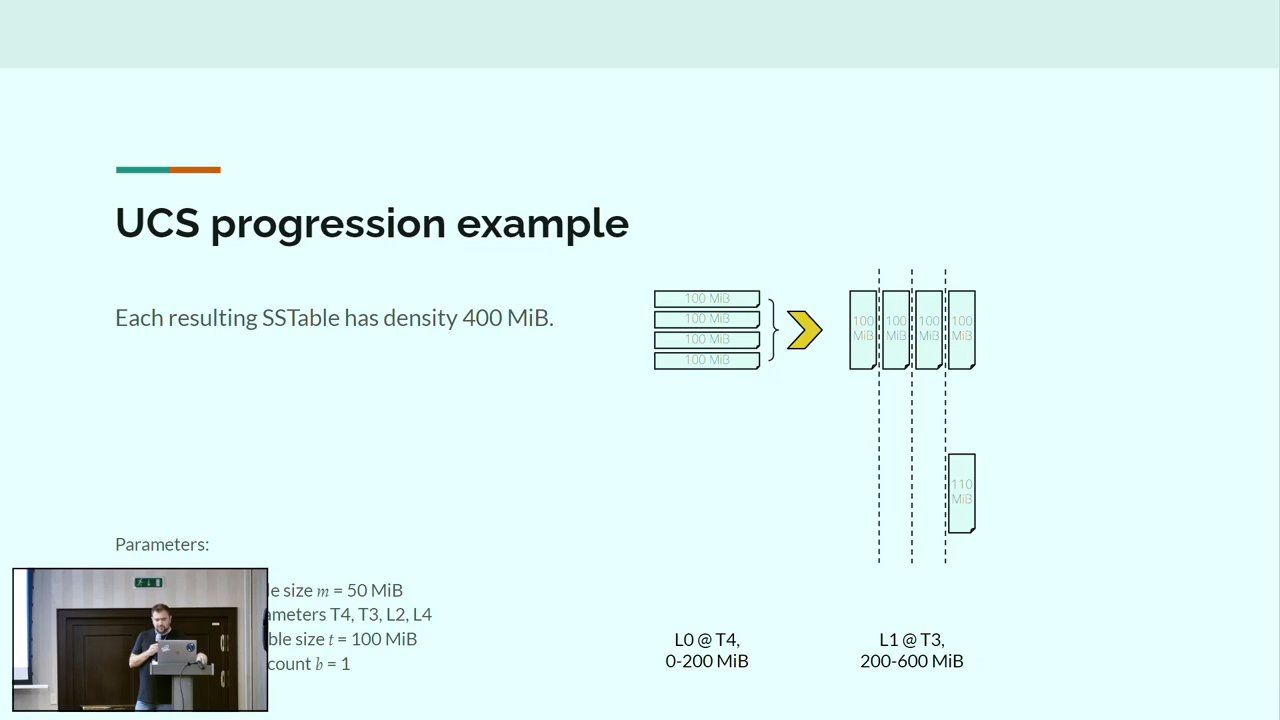 UCS progression example
Each resulting SSTable has density 400 MiB.
100 MiB
100 MiB
100 MiB
100 MiB
100 MiB
100 MiB
100 MiB
100 MiB
110 MiB
Parameters:
le size m = 50 MiB
ameters T4, T3, L2, L4
ble size t = 100 MiB
count b = 1
L0 @ T4,
0-200 MiB
L1 @ T3,
200-600 MiB